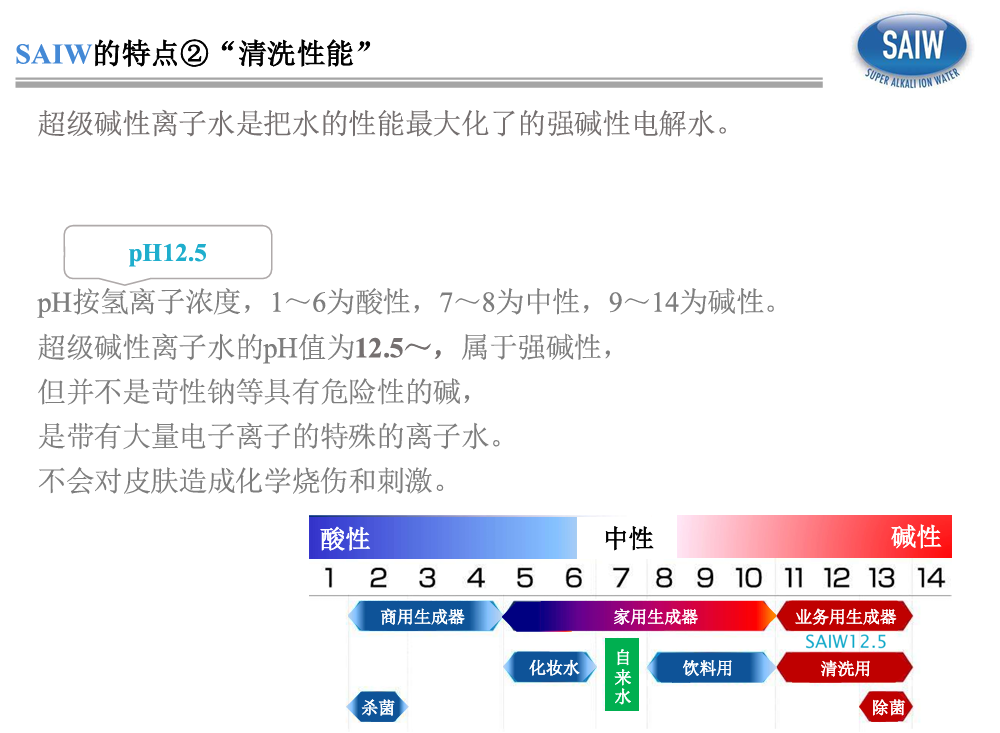 SAIW的特点②“清洗性能”
SAIW
SUPER ALKALI ION WATER
超级碱性离子水是把水的性能最大化了的强碱性电解水。
pH12.5
pH按氢离子浓度，1～6为酸性，7～8为中性，9～14为碱性。
超级碱性离子水的pH值为12.5～，属于强碱性，
但并不是苛性钠等具有危险性的碱，
是带有大量电子离子的特殊的离子水。
不会对皮肤造成化学烧伤和刺激。
酸性 中性 碱性
1 2 3 4 5 6 7 8 9 10 11 12 13 14
商用生成器 家用生成器 业务用生成器
SAIW12.5
化妆水 自来水 饮料用 清洗用
杀菌 除菌